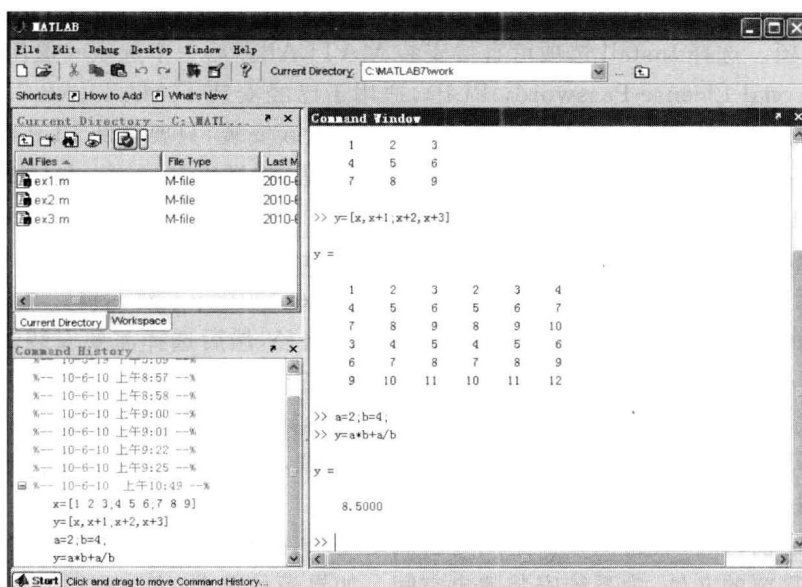 MATLAB
File Edit Debug Desktop Window Help
Current Directory: C:\MATLAB7\work
Shortcuts How to Add What's New
Current Directory - C:\MATL...
All Files File Type Last M
ex1.m M-file 2010-6
ex2.m M-file 2010-6
ex3.m M-file 2010-6
Current Directory Workspace
Command History
%-- 10-6-10 上午8:57 --%
%-- 10-6-10 上午8:58 --%
%-- 10-6-10 上午9:00 --%
%-- 10-6-10 上午9:01 --%
%-- 10-6-10 上午9:22 --%
%-- 10-6-10 上午9:25 --%
%-- 10-6-10 上午10:49 --%
x=[1 2 3;4 5 6;7 8 9]
y=[x,x+1;x+2,x+3]
a=2;b=4;
y=a*b+a/b
Command Window
1 2 3
4 5 6
7 8 9
>> y=[x,x+1;x+2,x+3]
y =
1 2 3 2 3 4
4 5 6 5 6 7
7 8 9 8 9 10
3 4 5 4 5 6
6 7 8 7 8 9
9 10 11 10 11 12
>> a=2;b=4;
>> y=a*b+a/b
y =
8.5000
>>
Start Click and drag to move Command History...